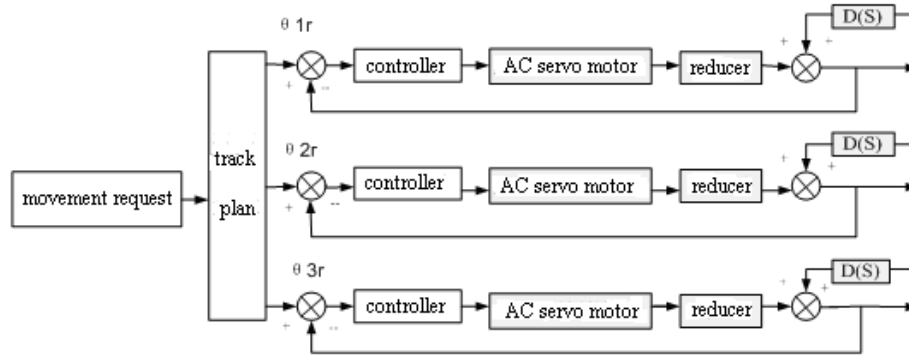 θ 1r
D(S)
+
+
controller
AC servo motor
reducer
+
--
θ 2r
D(S)
+
+
track
plan
controller
AC servo motor
reducer
movement request
+
--
θ 3r
D(S)
+
+
controller
AC servo motor
reducer
+
--